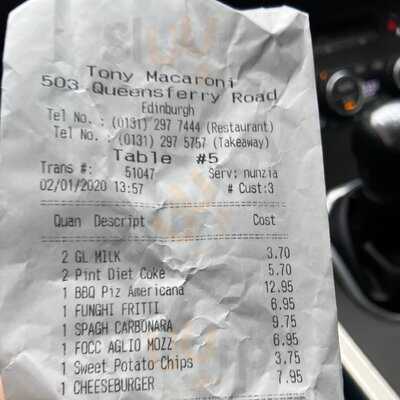 Tony Macaroni
503 Queensferry Road
Edinburgh
Tel No. : (0131) 297 7444 (Restaurant)
Tel No. : (0131) 297 5757 (Takeaway)
Table #5
Trans #: 51047 Serv: nunzia
02/01/2020 13:57 # Cust:3
Quan Descript Cost
2 GL MILK 3.70
2 Pint Diet Coke 5.70
1 BBQ Piz Americana 12.95
1 FUNGHI FRITTI 6.95
1 SPAGH CARBONARA 9.75
1 FOCC AGLIO MOZZ 6.95
1 Sweet Potato Chips 3.75
1 CHEESEBURGER 7.95